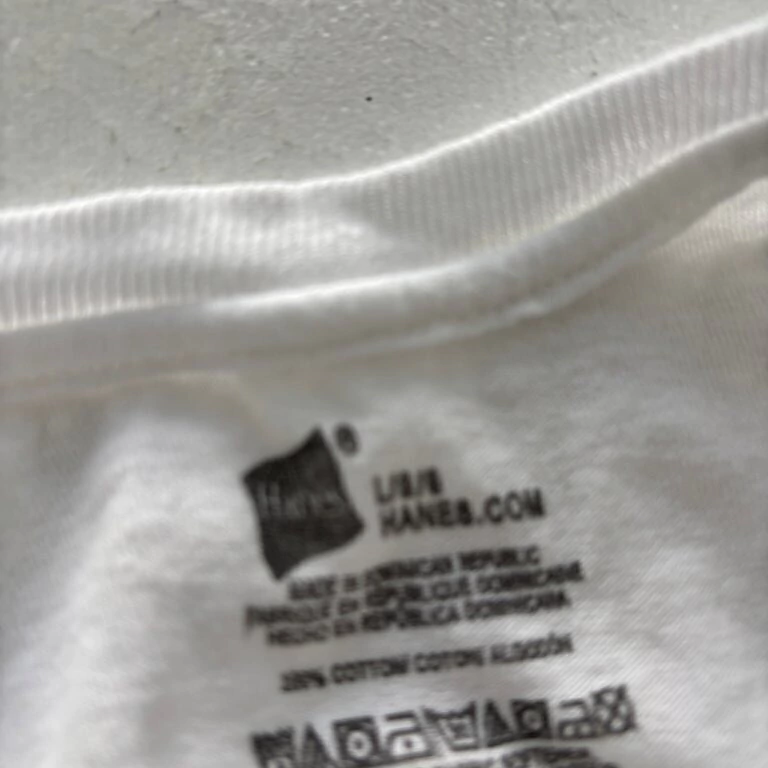 Hanes
HANES.COM
MADE IN DOMINICAN REPUBLIC
FABRIQUÉ EN RÉPUBLIQUE DOMINICAINE
HECHO EN REPÚBLICA DOMINICANA
100% COTTON/ COTON/ ALGODÓN